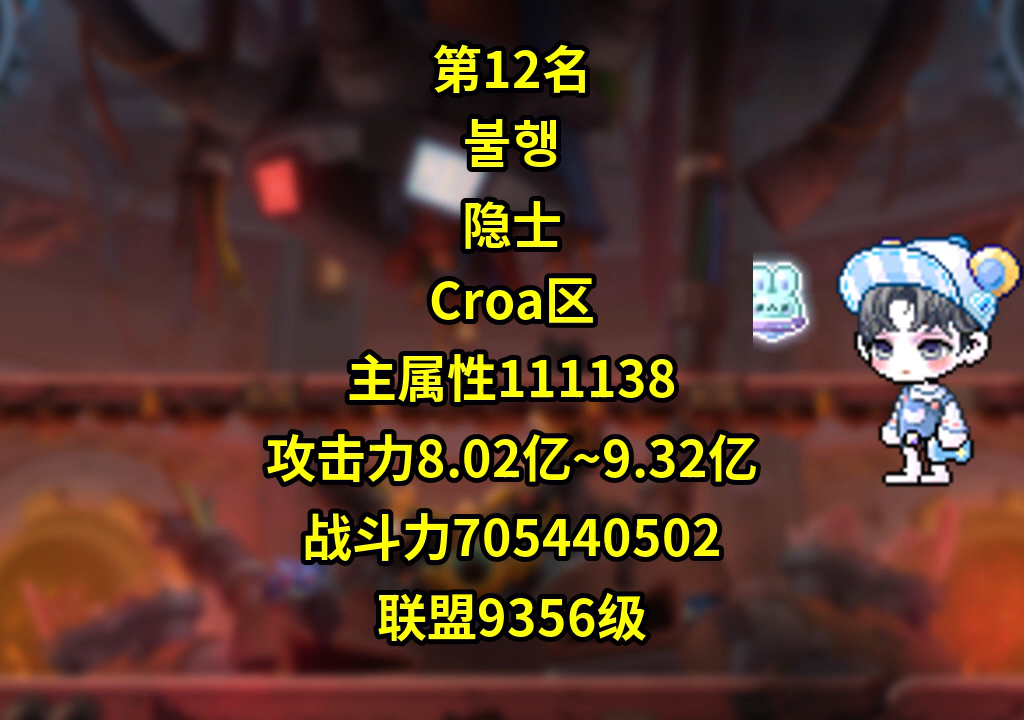 第12名
불행
隐士
Croa区
主属性111138
攻击力8.02亿~9.32亿
战斗力705440502
联盟9356级